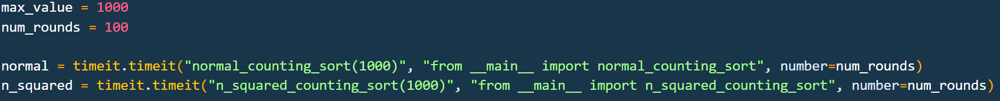 max_value = 1000
num_rounds = 100
normal = timeit.timeit("normal_counting_sort(1000)", "from __main__ import normal_counting_sort", number=num_rounds)
n_squared = timeit.timeit("n_squared_counting_sort(1000)", "from __main__ import n_squared_counting_sort", number=num_rounds)